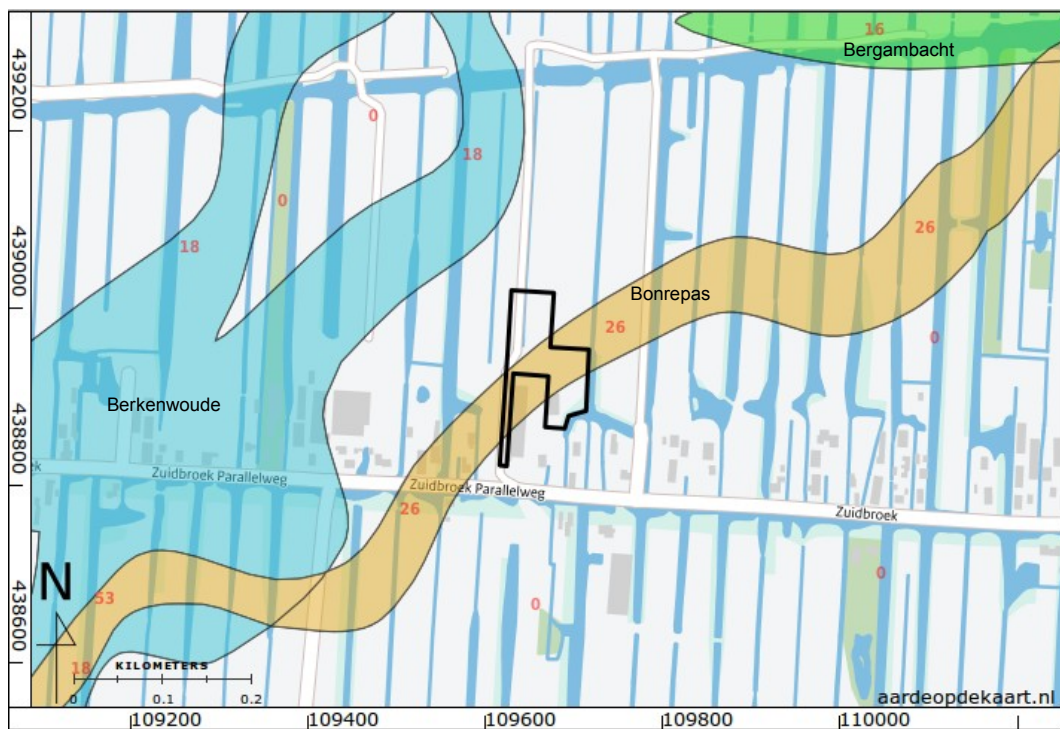 16
Bergambacht
439200
0
18
0
26
18
439000
Bonrepas
26
0
Berkenwoude
438800
ek
Zuidbroek Parallelweg
Zuidbroek Parallelweg
26
Zuidbroek
N
53
0
0
438600
18
KILOMETERS
0
0.1
0.2
aardeopdekaart.nl
109200
109400
109600
109800
110000